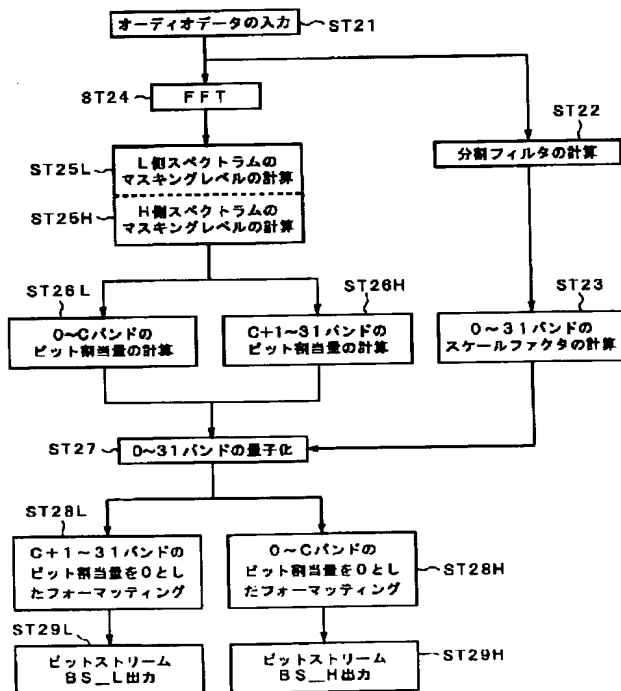 オーディオデータの入力
ST21
ST24
FFT
ST22
分割フィルタの計算
ST25L
L側スペクトラムの
マスキングレベルの計算
ST25H
H側スペクトラムの
マスキングレベルの計算
ST26L
0~Cバンドの
ビット割当量の計算
ST26H
C+1~31バンドの
ビット割当量の計算
ST23
0~31バンドの
スケールファクタの計算
ST27
0~31バンドの量子化
ST28L
C+1~31バンドの
ビット割当量を0とし
たフォーマッティング
0~Cバンドの
ビット割当量を0とし
たフォーマッティング
ST28H
ST29L
ビットストリーム
BS__L出力
ビットストリーム
BS__H出力
ST29H